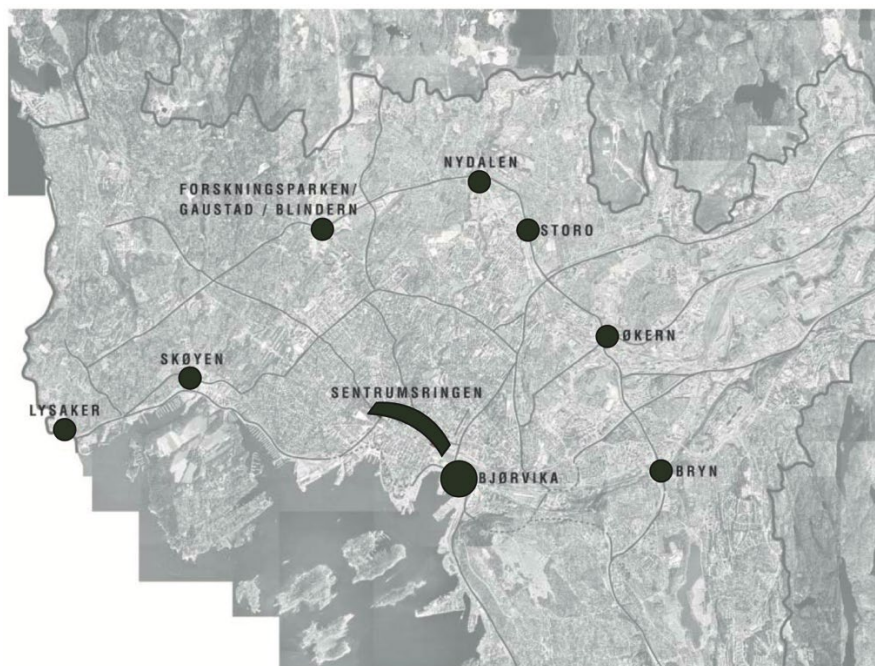 NYDALEN
FORSKNINGSPARKEN/
GAUSTAD / BLINDERN
STORO
ØKERN
SKØYEN
SENTRUMSRINGEN
LYSAKER
BJØRVIKA
BRYN